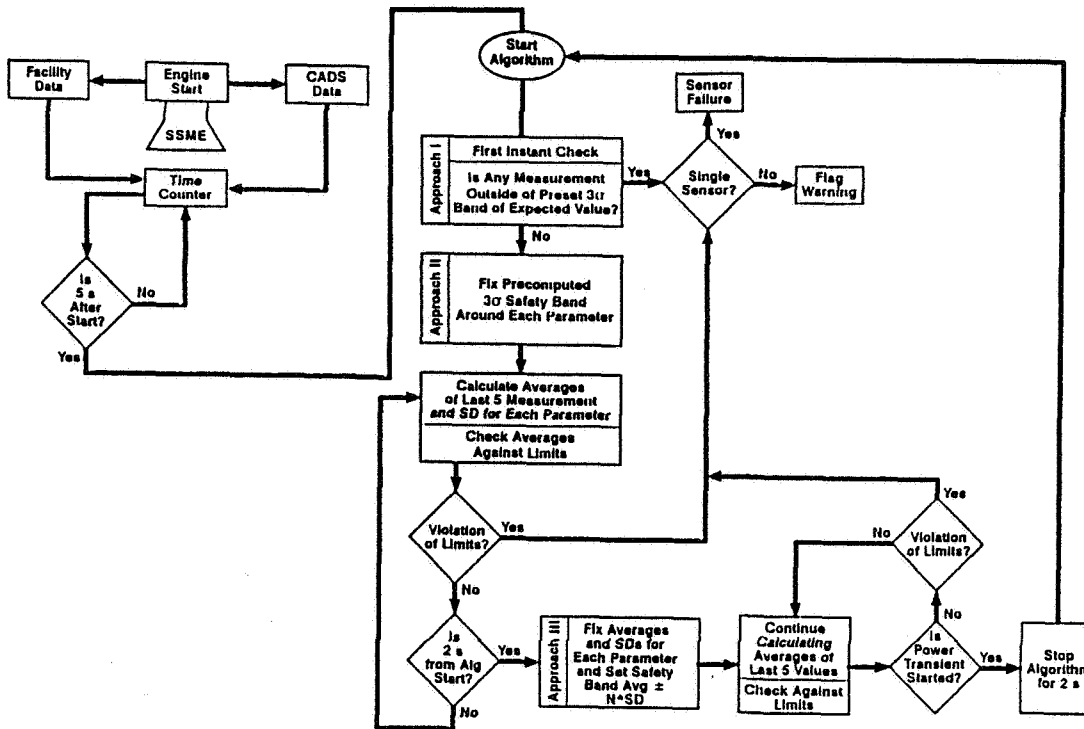 Start
Algorithm
Facility
Data
Engine
Start
CADS
Data
SSME
Time
Counter
Is
5 s
After
Start?
No
Yes
Approach I
First Instant Check
Is Any Measurement
Outside of Preset 3σ
Band of Expected Value?
Yes
No
Sensor
Failure
Yes
Single
Sensor?
No
Flag
Warning
Approach II
Fix Precomputed
3σ Safety Band
Around Each Parameter
Calculate Averages
of Last 5 Measurement
and SD for Each Parameter
Check Averages
Against Limits
Violation
of Limits?
Yes
No
Is
2 s
from Alg
Start?
Yes
No
Approach III
Fix Averages
and SDs for
Each Parameter
and Set Safety
Band Avg ±
N*SD
Continue
Calculating
Averages of
Last 5 Values
Check Against
Limits
Yes
Violation
of Limits?
No
No
Is
Power
Transient
Started?
Yes
Stop
Algorithm
for 2 s